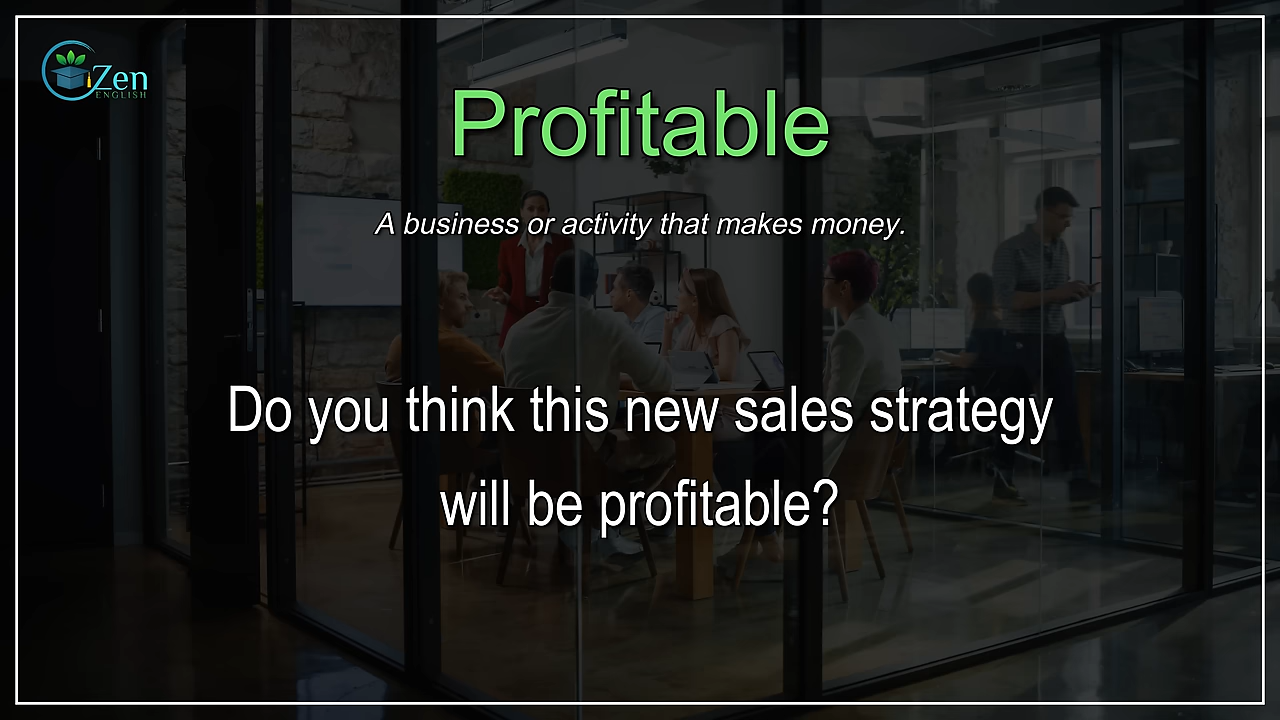 Zen
ENGLISH
Profitable
A business or activity that makes money.
Do you think this new sales strategy
will be profitable?